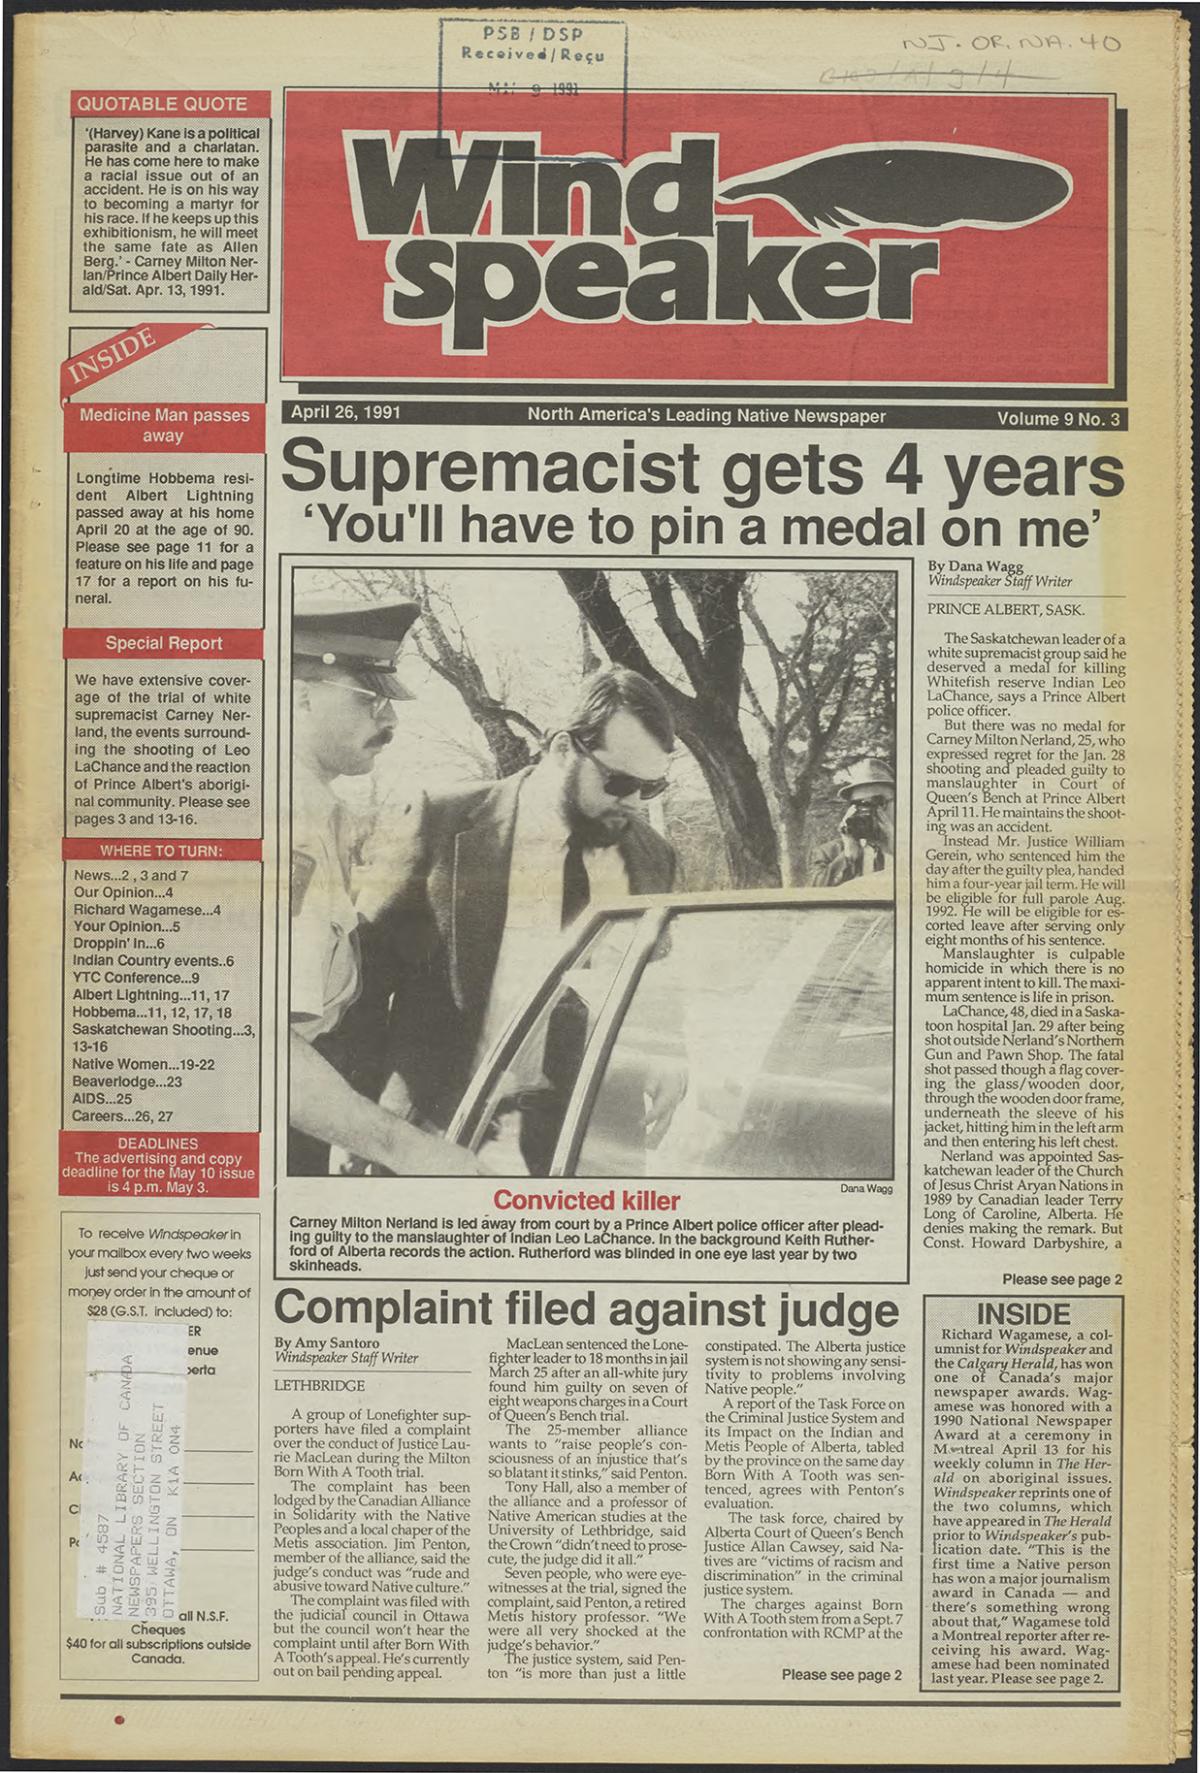 PSB / DSP
Received / Reçu
9 1991
NJ. OR. NA. 40
QUOTABLE QUOTE
'(Harvey) Kane is a political
parasite and a charlatan.
He has come here to make
a racial issue out of an
accident. He is on his way
to becoming a martyr for
his race. If he keeps up this
exhibitionism, he will meet
the same fate as Allen
Berg.' - Carney Milton Ner-
lan/Prince Albert Daily Her-
ald/Sat. Apr. 13, 1991.
Wind
speaker
INSIDE
Medicine Man passes
away
Longtime Hobbema resi-
dent Albert Lightning
passed away at his home
April 20 at the age of 90.
Please see page 11 for a
feature on his life and page
17 for a report on his fu-
neral.
Special Report
We have extensive cover-
age of the trial of white
supremacist Carney Ner-
land, the events surround-
ing the shooting of Leo
LaChance and the reaction
of Prince Albert's aborigi-
nal community. Please see
pages 3 and 13-16.
WHERE TO TURN:
News...2 , 3 and 7
Our Opinion...4
Richard Wagamese...4
Your Opinion...5
Droppin' In...6
Indian Country events..6
YTC Conference...9
Albert Lightning...11, 17
Hobbema...11, 12, 17, 18
Saskatchewan Shooting...3,
13-16
Native Women...19-22
Beaverlodge...23
AIDS...25
Careers...26, 27
DEADLINES
The advertising and copy
deadline for the May 10 issue
is 4 p.m. May 3.
To receive Windspeaker in
your mailbox every two weeks
just send your cheque or
money order in the amount of
$28 (G.S.T. included) to:
ER
enue
berta
Sub # 4587
NATIONAL LIBRARY OF CANADA
NEWSPAPERS SECTION
395 WELLINGTON STREET
OTTAWA, ON K1A 0N4
all N.S.F.
Cheques
$40 for all subscriptions outside
Canada.
April 26, 1991 North America's Leading Native Newspaper Volume 9 No. 3
Supremacist gets 4 years
'You'll have to pin a medal on me'
Dana Wagg
Convicted killer
Carney Milton Nerland is led away from court by a Prince Albert police officer after plead-
ing guilty to the manslaughter of Indian Leo LaChance. In the background Keith Ruther-
ford of Alberta records the action. Rutherford was blinded in one eye last year by two
skinheads.
By Dana Wagg
Windspeaker Staff Writer
PRINCE ALBERT, SASK.
The Saskatchewan leader of a
white supremacist group said he
deserved a medal for killing
Whitefish reserve Indian Leo
LaChance, says a Prince Albert
police officer.
But there was no medal for
Carney Milton Nerland, 25, who
expressed regret for the Jan. 28
shooting and pleaded guilty to
manslaughter in Court of
Queen's Bench at Prince Albert
April 11. He maintains the shoot-
ing was an accident.
Instead Mr. Justice William
Gerein, who sentenced him the
day after the guilty plea, handed
him a four-year jail term. He will
be eligible for full parole Aug.
1992. He will be eligible for es-
corted leave after serving only
eight months of his sentence.
Manslaughter is culpable
homicide in which there is no
apparent intent to kill. The maxi-
mum sentence is life in prison.
LaChance, 48, died in a Saska-
toon hospital Jan. 29 after being
shot outside Nerland's Northern
Gun and Pawn Shop. The fatal
shot passed though a flag cover-
ing the glass/wooden door,
through the wooden door frame,
underneath the sleeve of his
jacket, hitting him in the left arm
and then entering his left chest.
Nerland was appointed Sas-
katchewan leader of the Church
of Jesus Christ Aryan Nations in
1989 by Canadian leader Terry
Long of Caroline, Alberta. He
denies making the remark. But
Const. Howard Darbyshire, a
Please see page 2
Complaint filed against judge
By Amy Santoro
Windspeaker Staff Writer
LETHBRIDGE
A group of Lonefighter sup-
porters have filed a complaint
over the conduct of Justice Lau-
rie MacLean during the Milton
Born With A Tooth trial.
The complaint has been
lodged by the Canadian Alliance
in Solidarity with the Native
Peoples and a local chaper of the
Metis association. Jim Penton,
member of the alliance, said the
judge's conduct was "rude and
abusive toward Native culture."
The complaint was filed with
the judicial council in Ottawa
but the council won't hear the
complaint until after Born With
A Tooth's appeal. He's currently
out on bail pending appeal.
MacLean sentenced the Lone-
fighter leader to 18 months in jail
March 25 after an all-white jury
found him guilty on seven of
eight weapons charges in a Court
of Queen's Bench trial.
The 25-member alliance
wants to "raise people's con-
sciousness of an injustice that's
so blatant it stinks," said Penton.
Tony Hall, also a member of
the alliance and a professor of
Native American studies at the
University of Lethbridge, said
the Crown "didn't need to prose-
cute, the judge did it all."
Seven people, who were eye-
witnesses at the trial, signed the
complaint, said Penton, a retired
Metis history professor. "We
were all very shocked at the
judge's behavior."
The justice system, said Pen-
ton "is more than just a little
constipated. The Alberta justice
system is not showing any sensi-
tivity to problems involving
Native people."
A report of the Task Force on
the Criminal Justice System and
its Impact on the Indian and
Metis People of Alberta, tabled
by the province on the same day
Born With A Tooth was sen-
tenced, agrees with Penton's
evaluation.
The task force, chaired by
Alberta Court of Queen's Bench
Justice Allan Cawsey, said Na-
tives are "victims of racism and
discrimination" in the criminal
justice system.
The charges against Born
With A Tooth stem from a Sept. 7
confrontation with RCMP at the
Please see page 2
INSIDE
Richard Wagamese, a col-
umnist for Windspeaker and
the Calgary Herald, has won
one of Canada's major
newspaper awards. Wag-
amese was honored with a
1990 National Newspaper
Award at a ceremony in
Montreal April 13 for his
weekly column in The Her-
ald on aboriginal issues.
Windspeaker reprints one of
the two columns, which
have appeared in The Herald
prior to Windspeaker's pub-
lication date. "This is the
first time a Native person
has won a major journalism
award in Canada — and
there's something wrong
about that," Wagamese told
a Montreal reporter after re-
ceiving his award. Wag-
amese had been nominated
last year. Please see page 2.